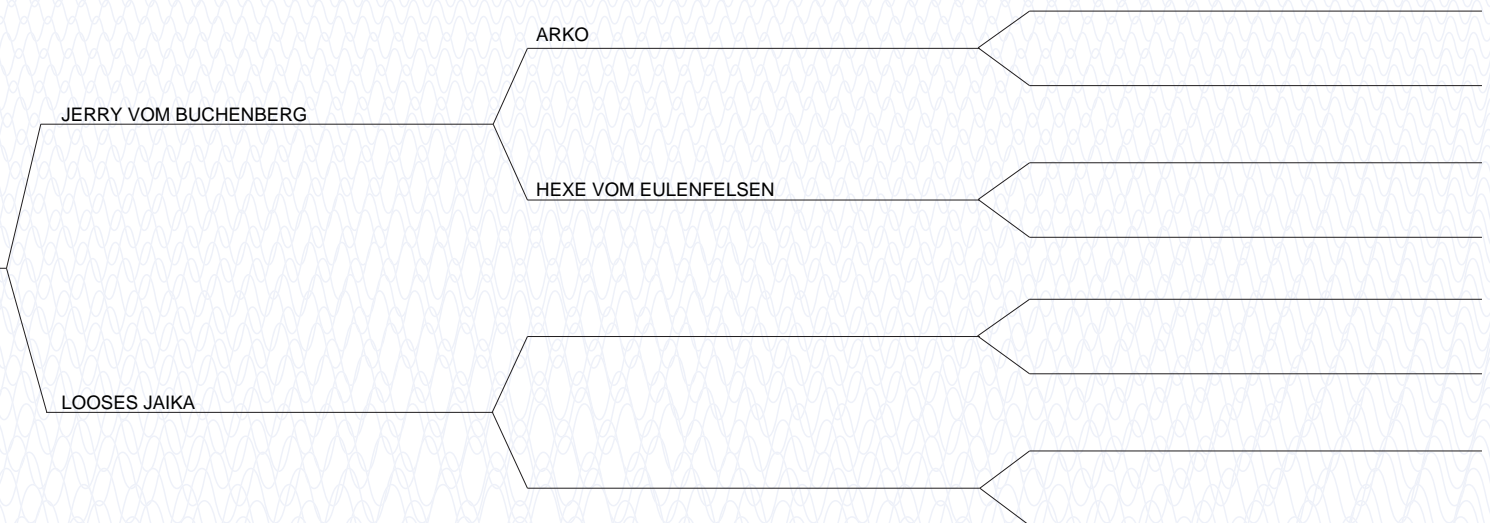 ARKO
JERRY VOM BUCHENBERG
HEXE VOM EULENFELSEN
LOOSES JAIKA